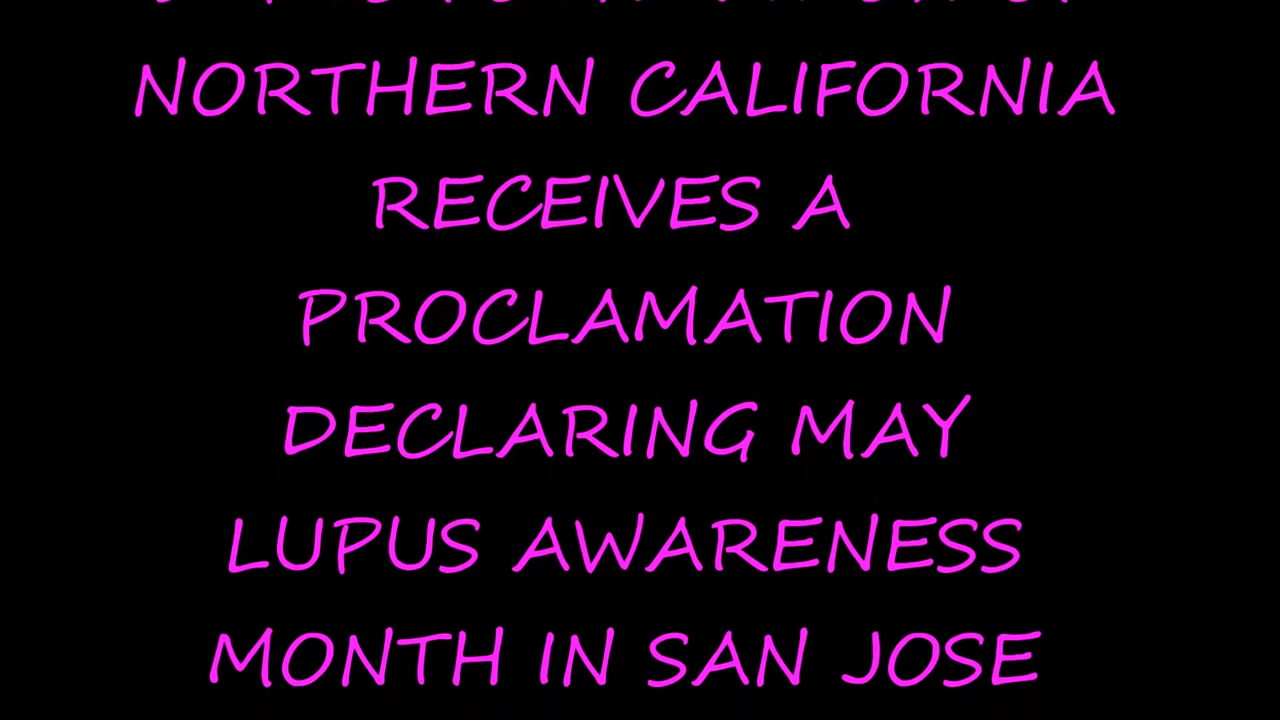 NORTHERN CALIFORNIA
RECEIVES A
PROCLAMATION
DECLARING MAY
LUPUS AWARENESS
MONTH IN SAN JOSE